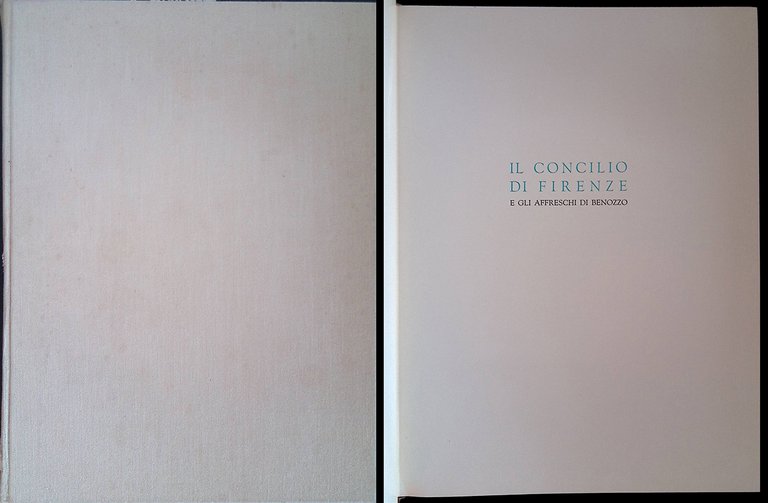 IL CONCILIO
DI FIRENZE
E GLI AFFRESCHI DI BENOZZO